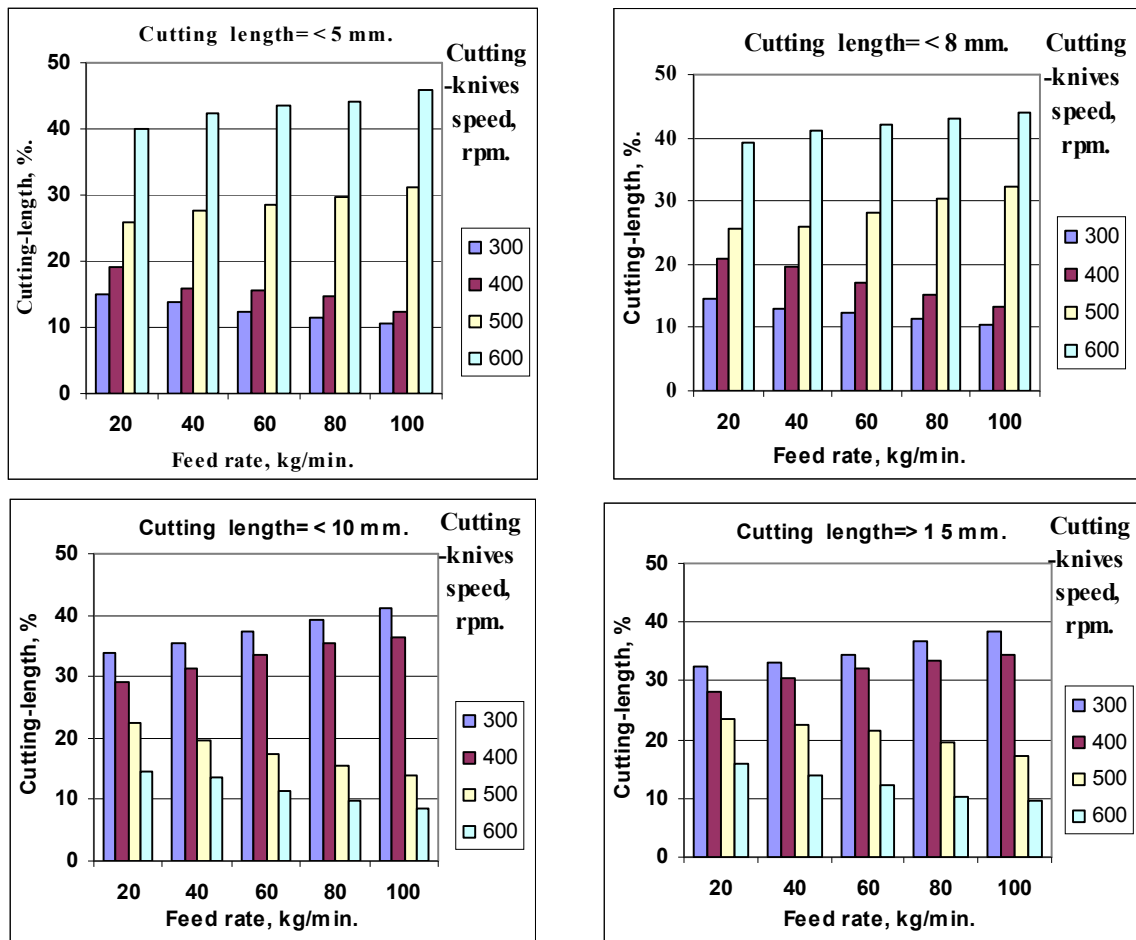 Cutting length= < 5 mm.
Cutting
-knives
speed,
rpm.
50
40
30
20
10
0
Cutting-length, %.
20 40 60 80 100
Feed rate, kg/min.
300
400
500
600
Cutting length= < 8 mm.
Cutting
-knives
speed,
rpm.
50
40
30
20
10
0
Cutting-length, %.
20 40 60 80 100
Feed rate, kg/min.
300
400
500
600
Cutting length= < 10 mm.
Cutting
-knives
speed,
rpm.
50
40
30
20
10
0
Cutting-length, %
20 40 60 80 100
Feed rate, kg/min.
300
400
500
600
Cutting length=> 1 5 mm.
Cutting
-knives
speed,
rpm.
50
40
30
20
10
0
Cutting-length, %
20 40 60 80 100
Feed rate, kg/min.
300
400
500
600